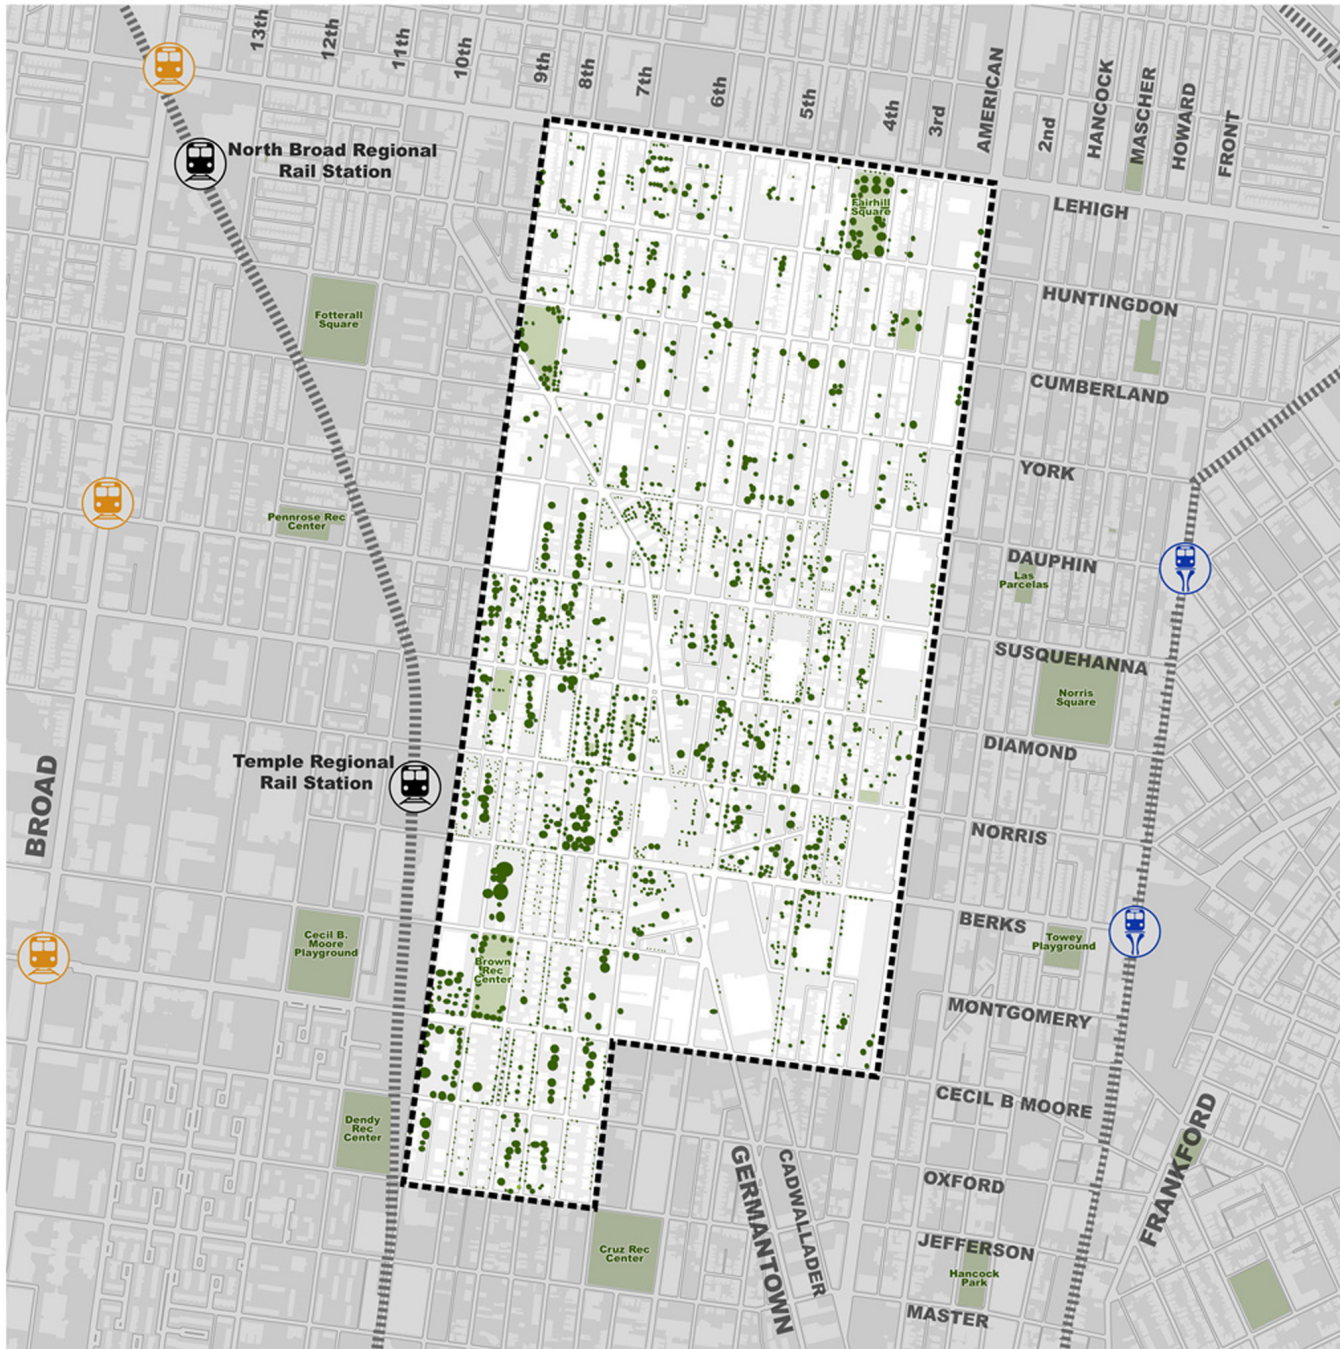 13th
12th
11th
10th
9th
8th
7th
6th
5th
4th
3rd
AMERICAN
2nd
HANCOCK
MASCHER
HOWARD
FRONT
North Broad Regional
Rail Station
Fairhill
Square
LEHIGH
Fotterall
Square
HUNTINGDON
CUMBERLAND
YORK
Pennrose Rec
Center
DAUPHIN
Las
Parcelas
SUSQUEHANNA
Norris
Square
DIAMOND
Temple Regional
Rail Station
BROAD
NORRIS
BERKS
Cecil B.
Moore
Playground
Towey
Playground
Brown
Rec
Center
MONTGOMERY
CECIL B MOORE
Dendy
Rec
Center
FRANKFORD
OXFORD
GERMANTOWN
CADWALLADER
Cruz Rec
Center
JEFFERSON
Hancock
Park
MASTER